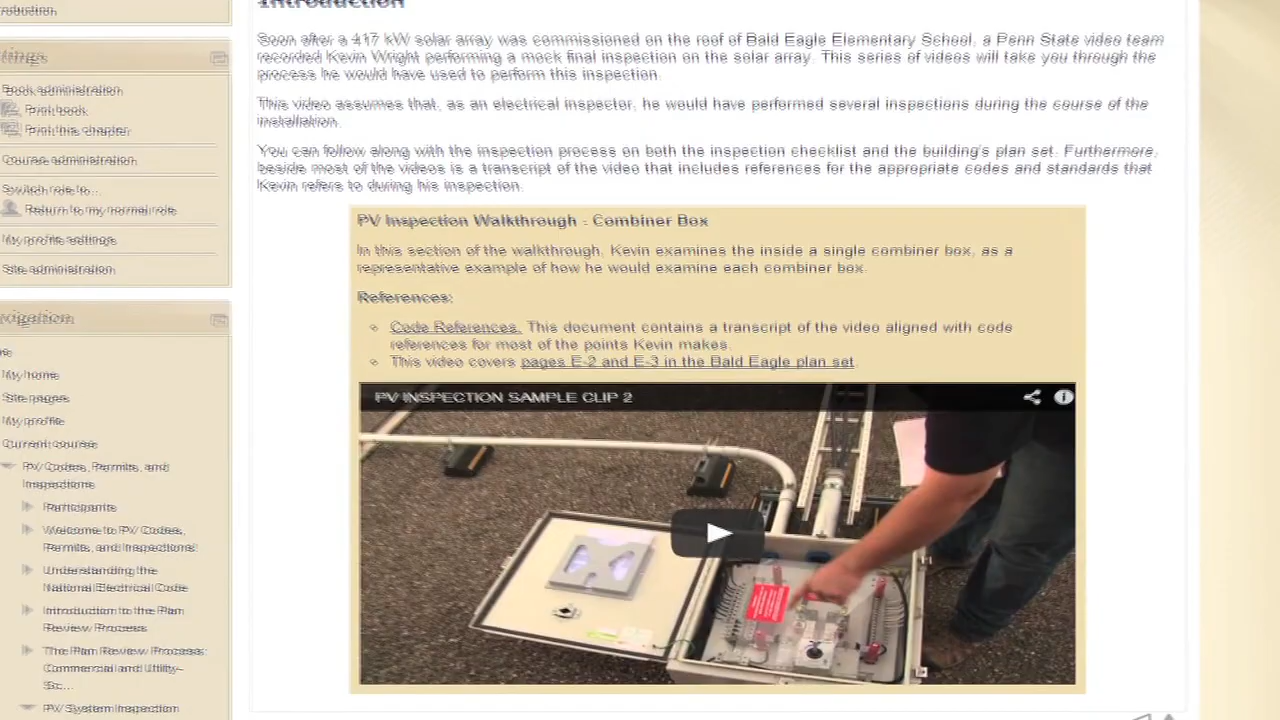 Introduction
Soon after a 417 kW solar array was commissioned on the roof of Bald Eagle Elementary School, a Penn State video team
recorded Kevin Wright performing a mock final inspection on the solar array. This series of videos will take you through the
process he would have used to perform this inspection.
This video assumes that, as an electrical inspector, he would have performed several inspections during the course of the
installation.
You can follow along with the inspection process on both the inspection checklist and the building's plan set. Furthermore,
beside most of the videos is a transcript of the video that includes references for the appropriate codes and standards that
Kevin refers to during his inspection.
PV Inspection Walkthrough - Combiner Box
In this section of the walkthrough, Kevin examines the inside a single combiner box, as a
representative example of how he would examine each combiner box.
References:
Code References. This document contains a transcript of the video aligned with code
references for most of the points Kevin makes.
This video covers pages E-2 and E-3 in the Bald Eagle plan set.
PV INSPECTION SAMPLE CLIP 2
roduction
ttings
Book administration
Print book
Print this chapter
Course administration
Switch role to...
Return to my normal role
My profile settings
Site administration
vigation
me
My home
Site pages
My profile
Current course
PV Codes, Permits, and
Inspections
Participants
Welcome to PV Codes,
Permits, and Inspections!
Understanding the
National Electrical Code
Introduction to the Plan
Review Process
The Plan Review Process:
Commercial and Utility-
Sc...
PV System Inspection